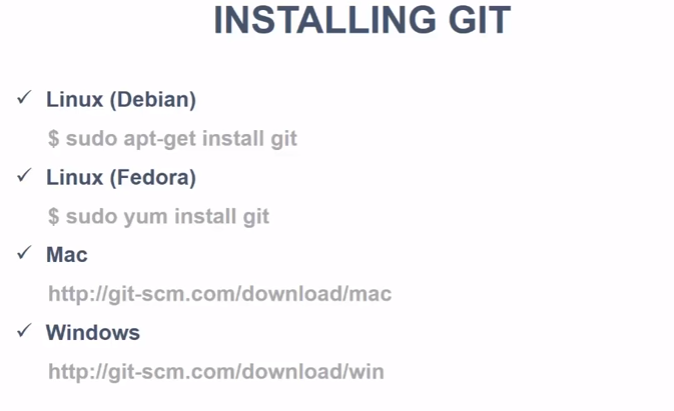 INSTALLING GIT
✓ Linux (Debian)
$ sudo apt-get install git
✓ Linux (Fedora)
$ sudo yum install git
✓ Mac
http://git-scm.com/download/mac
✓ Windows
http://git-scm.com/download/win